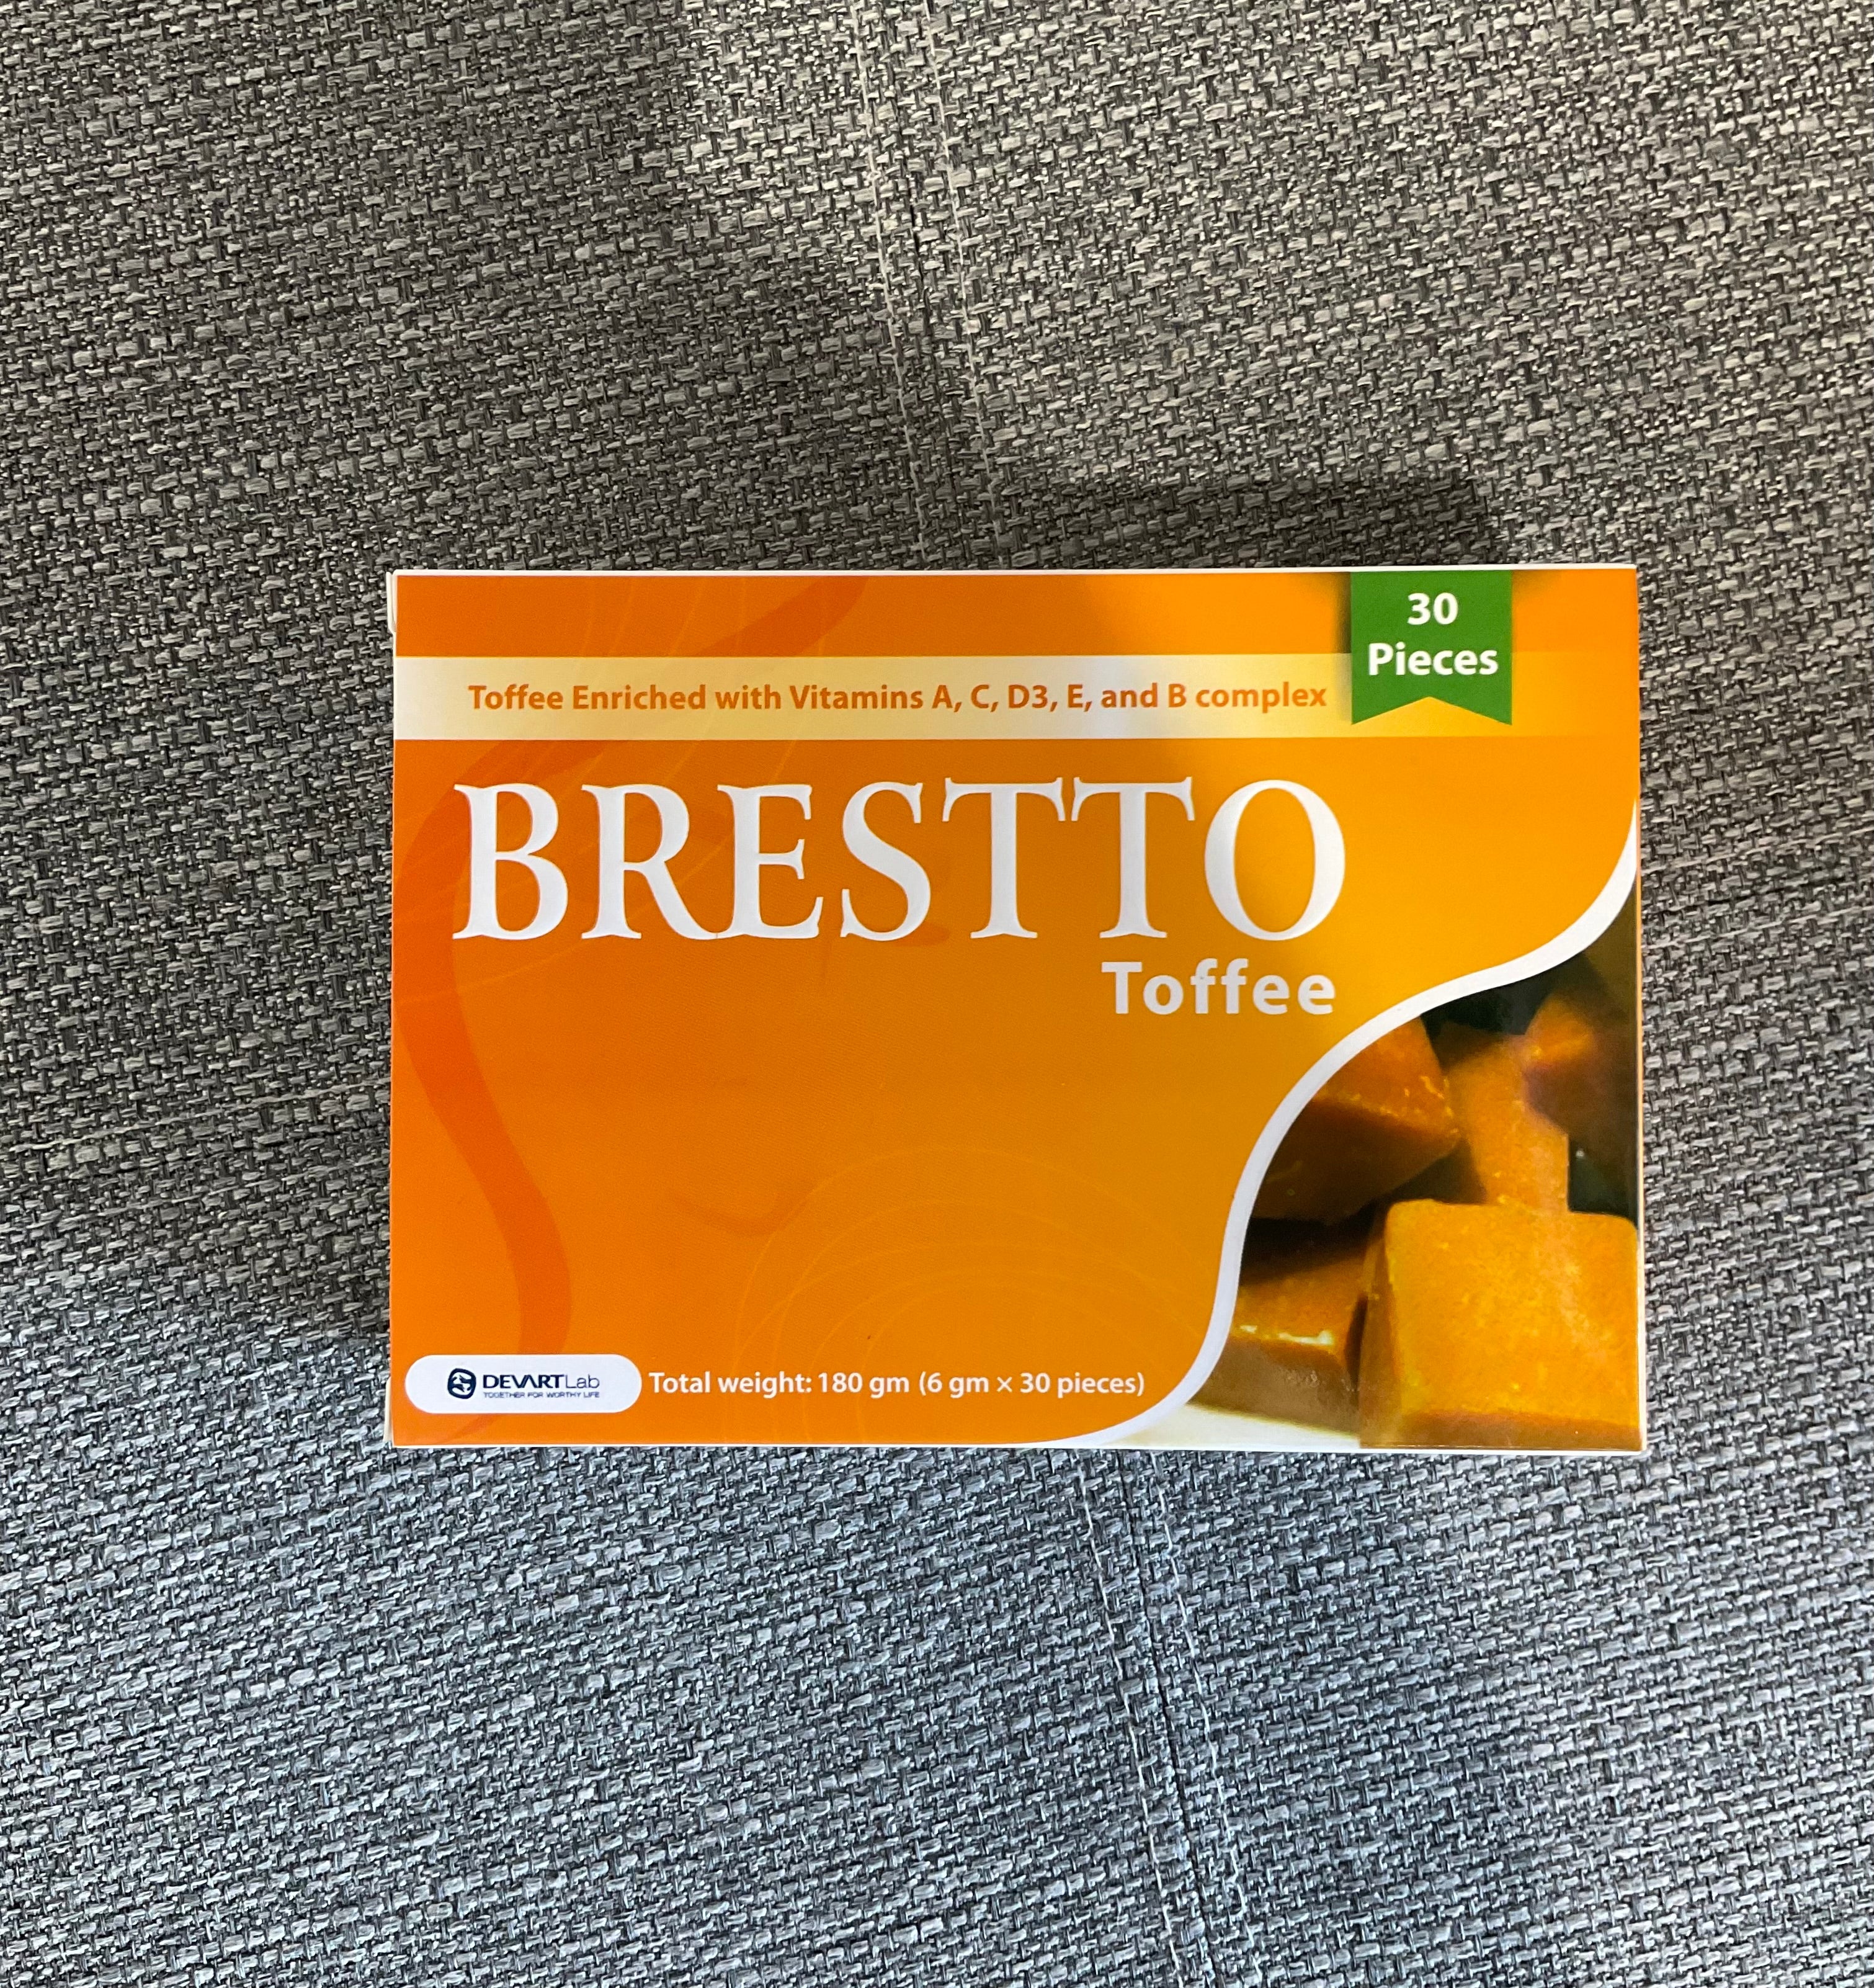 30
Pieces
Toffee Enriched with Vitamins A, C, D3, E, and B complex
BRESTTO
Toffee
DEVARTLab
TOGETHER FOR WORTHY LIFE
Total weight: 180 gm (6 gm × 30 pieces)